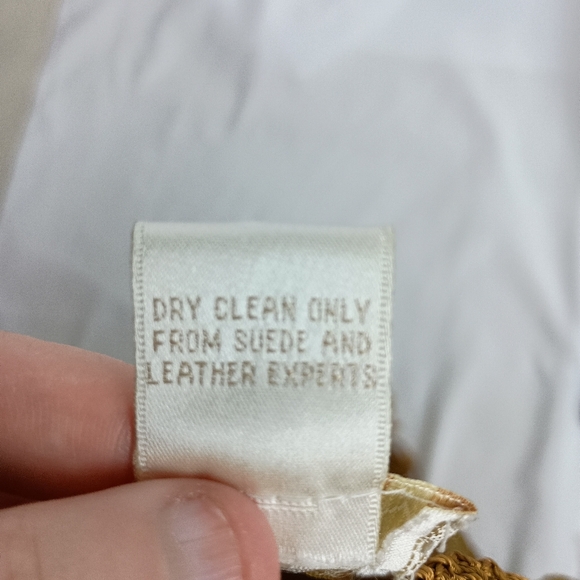 DRY CLEAN ONLY
FROM SUEDE AND
LEATHER EXPERTS